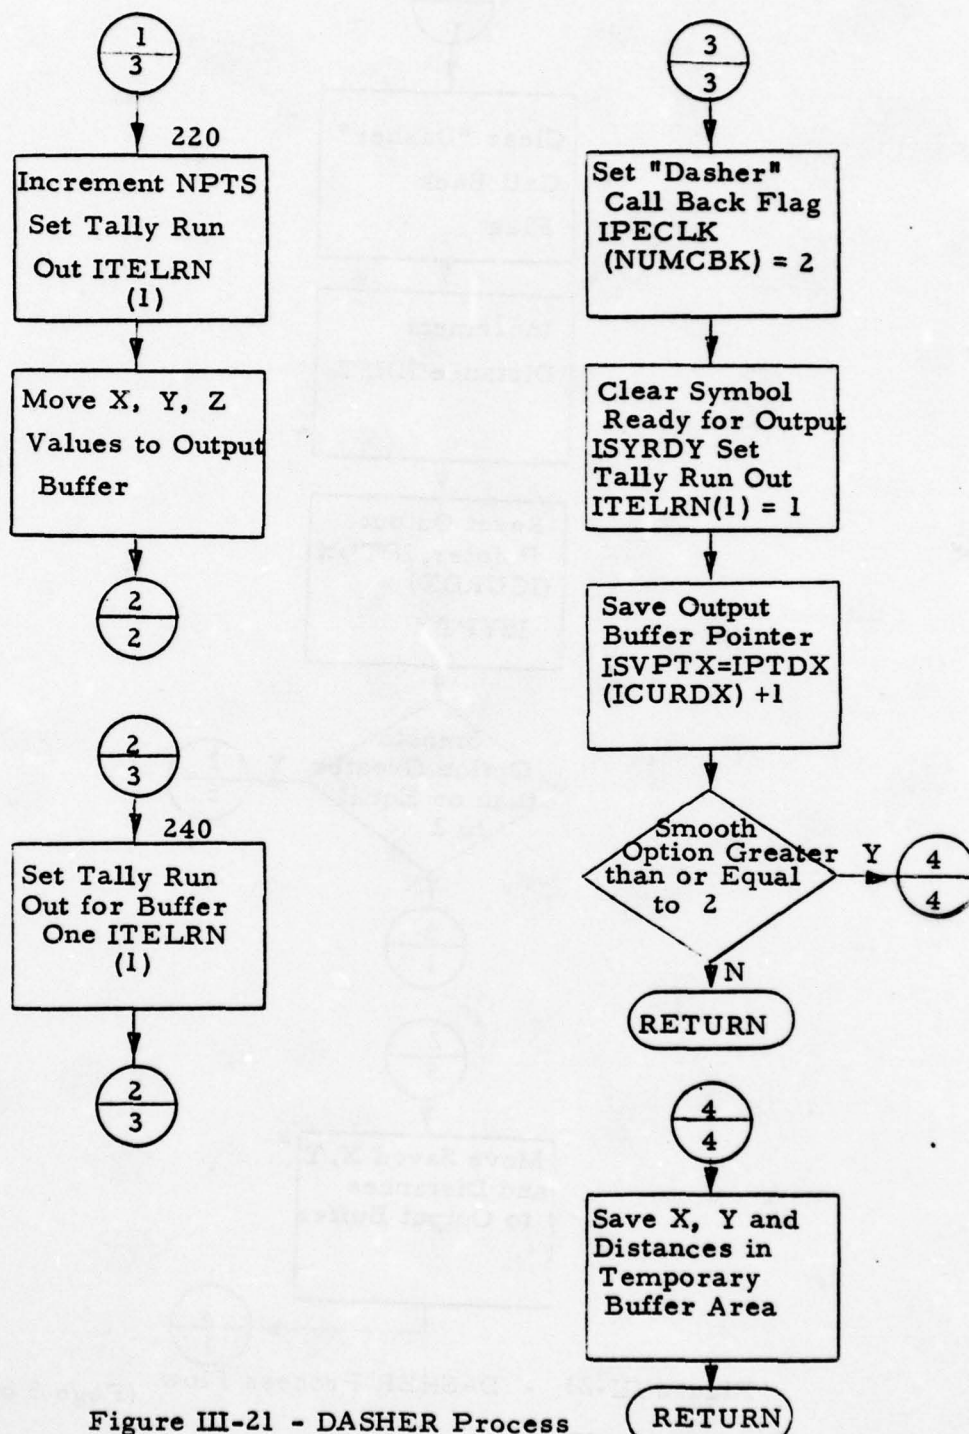 1
3
220
Increment NPTS
Set Tally Run
Out ITELRN
(1)
Move X, Y, Z
Values to Output
Buffer
2
2
2
3
240
Set Tally Run
Out for Buffer
One ITELRN
(1)
2
3
3
3
Set "Dasher"
Call Back Flag
IPECLK
(NUMCBK) = 2
Clear Symbol
Ready for Output
ISYRDY Set
Tally Run Out
ITELRN(1) = 1
Save Output
Buffer Pointer
ISVPTX=IPTDX
(ICURDX) +1
Smooth
Option Greater
than or Equal
to 2
Y
4
4
N
RETURN
4
4
Save X, Y and
Distances in
Temporary
Buffer Area
RETURN
Figure III-21 - DASHER Process